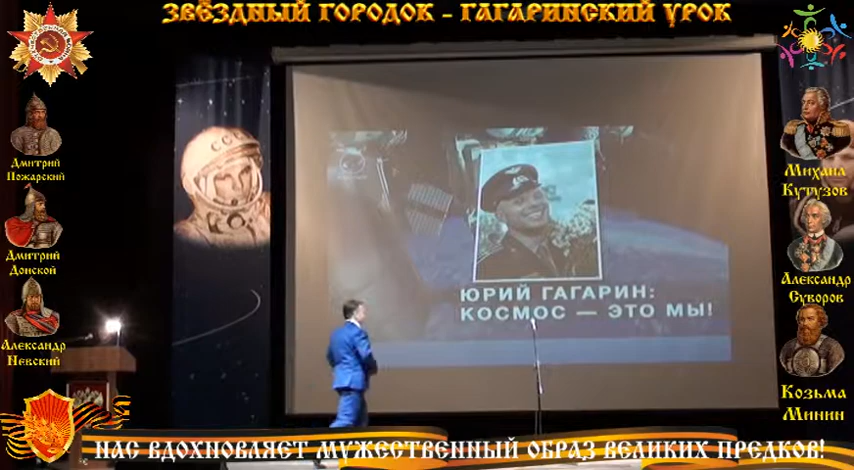 ЗВЁЗДНЫЙ ГОРОДОК - ГАГАРИНСКИЙ УРОК
Дмитрий
Пожарский
Дмитрий
Донской
Александр
Невский
СССР
ЮРИЙ ГАГАРИН:
КОСМОС — ЭТО МЫ!
Михаил
Кутузов
Александр
Суворов
Козьма
Минин
НАС ВДОХНОВЛЯЕТ МУЖЕСТВЕННЫЙ ОБРАЗ ВЕЛИКИХ ПРЕДКОВ!